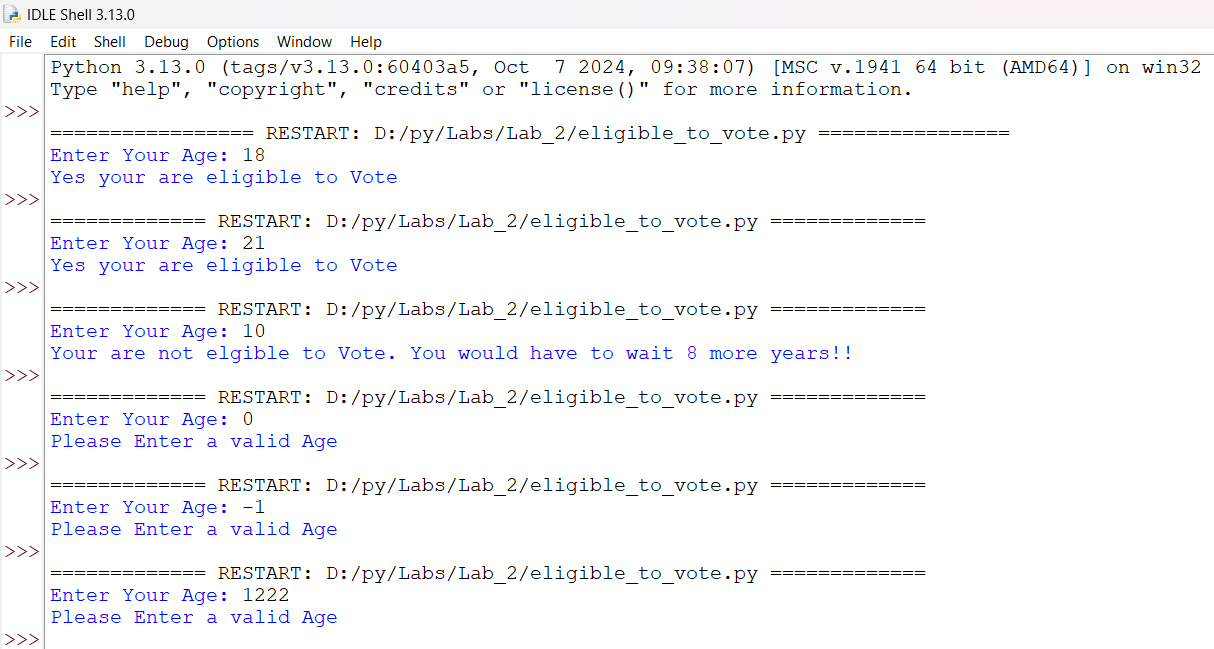 IDLE Shell 3.13.0
File Edit Shell Debug Options Window Help
Python 3.13.0 (tags/v3.13.0:60403a5, Oct  7 2024, 09:38:07) [MSC v.1941 64 bit (AMD64)] on win32
Type "help", "copyright", "credits" or "license()" for more information.
>>>
================= RESTART: D:/py/Labs/Lab_2/eligible_to_vote.py ================
Enter Your Age: 18
Yes your are eligible to Vote
>>>
============= RESTART: D:/py/Labs/Lab_2/eligible_to_vote.py =============
Enter Your Age: 21
Yes your are eligible to Vote
>>>
============= RESTART: D:/py/Labs/Lab_2/eligible_to_vote.py =============
Enter Your Age: 10
Your are not elgible to Vote. You would have to wait 8 more years!!
>>>
============= RESTART: D:/py/Labs/Lab_2/eligible_to_vote.py =============
Enter Your Age: 0
Please Enter a valid Age
>>>
============= RESTART: D:/py/Labs/Lab_2/eligible_to_vote.py =============
Enter Your Age: -1
Please Enter a valid Age
>>>
============= RESTART: D:/py/Labs/Lab_2/eligible_to_vote.py =============
Enter Your Age: 1222
Please Enter a valid Age
>>>